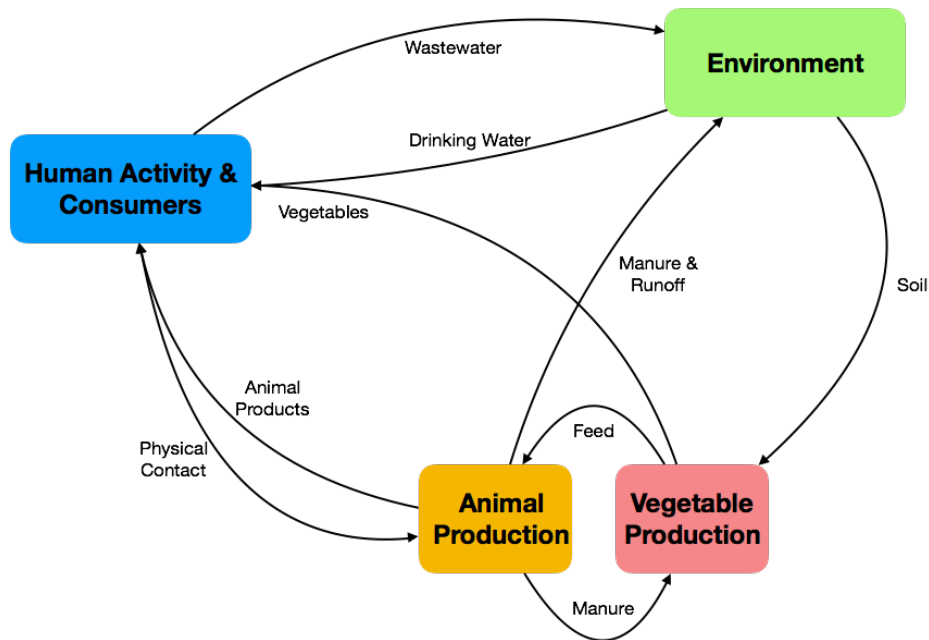 Wastewater
Environment
Drinking Water
Human Activity &
Consumers
Vegetables
Manure &
Runoff
Soil
Animal
Products
Physical
Contact
Feed
Animal
Production
Vegetable
Production
Manure